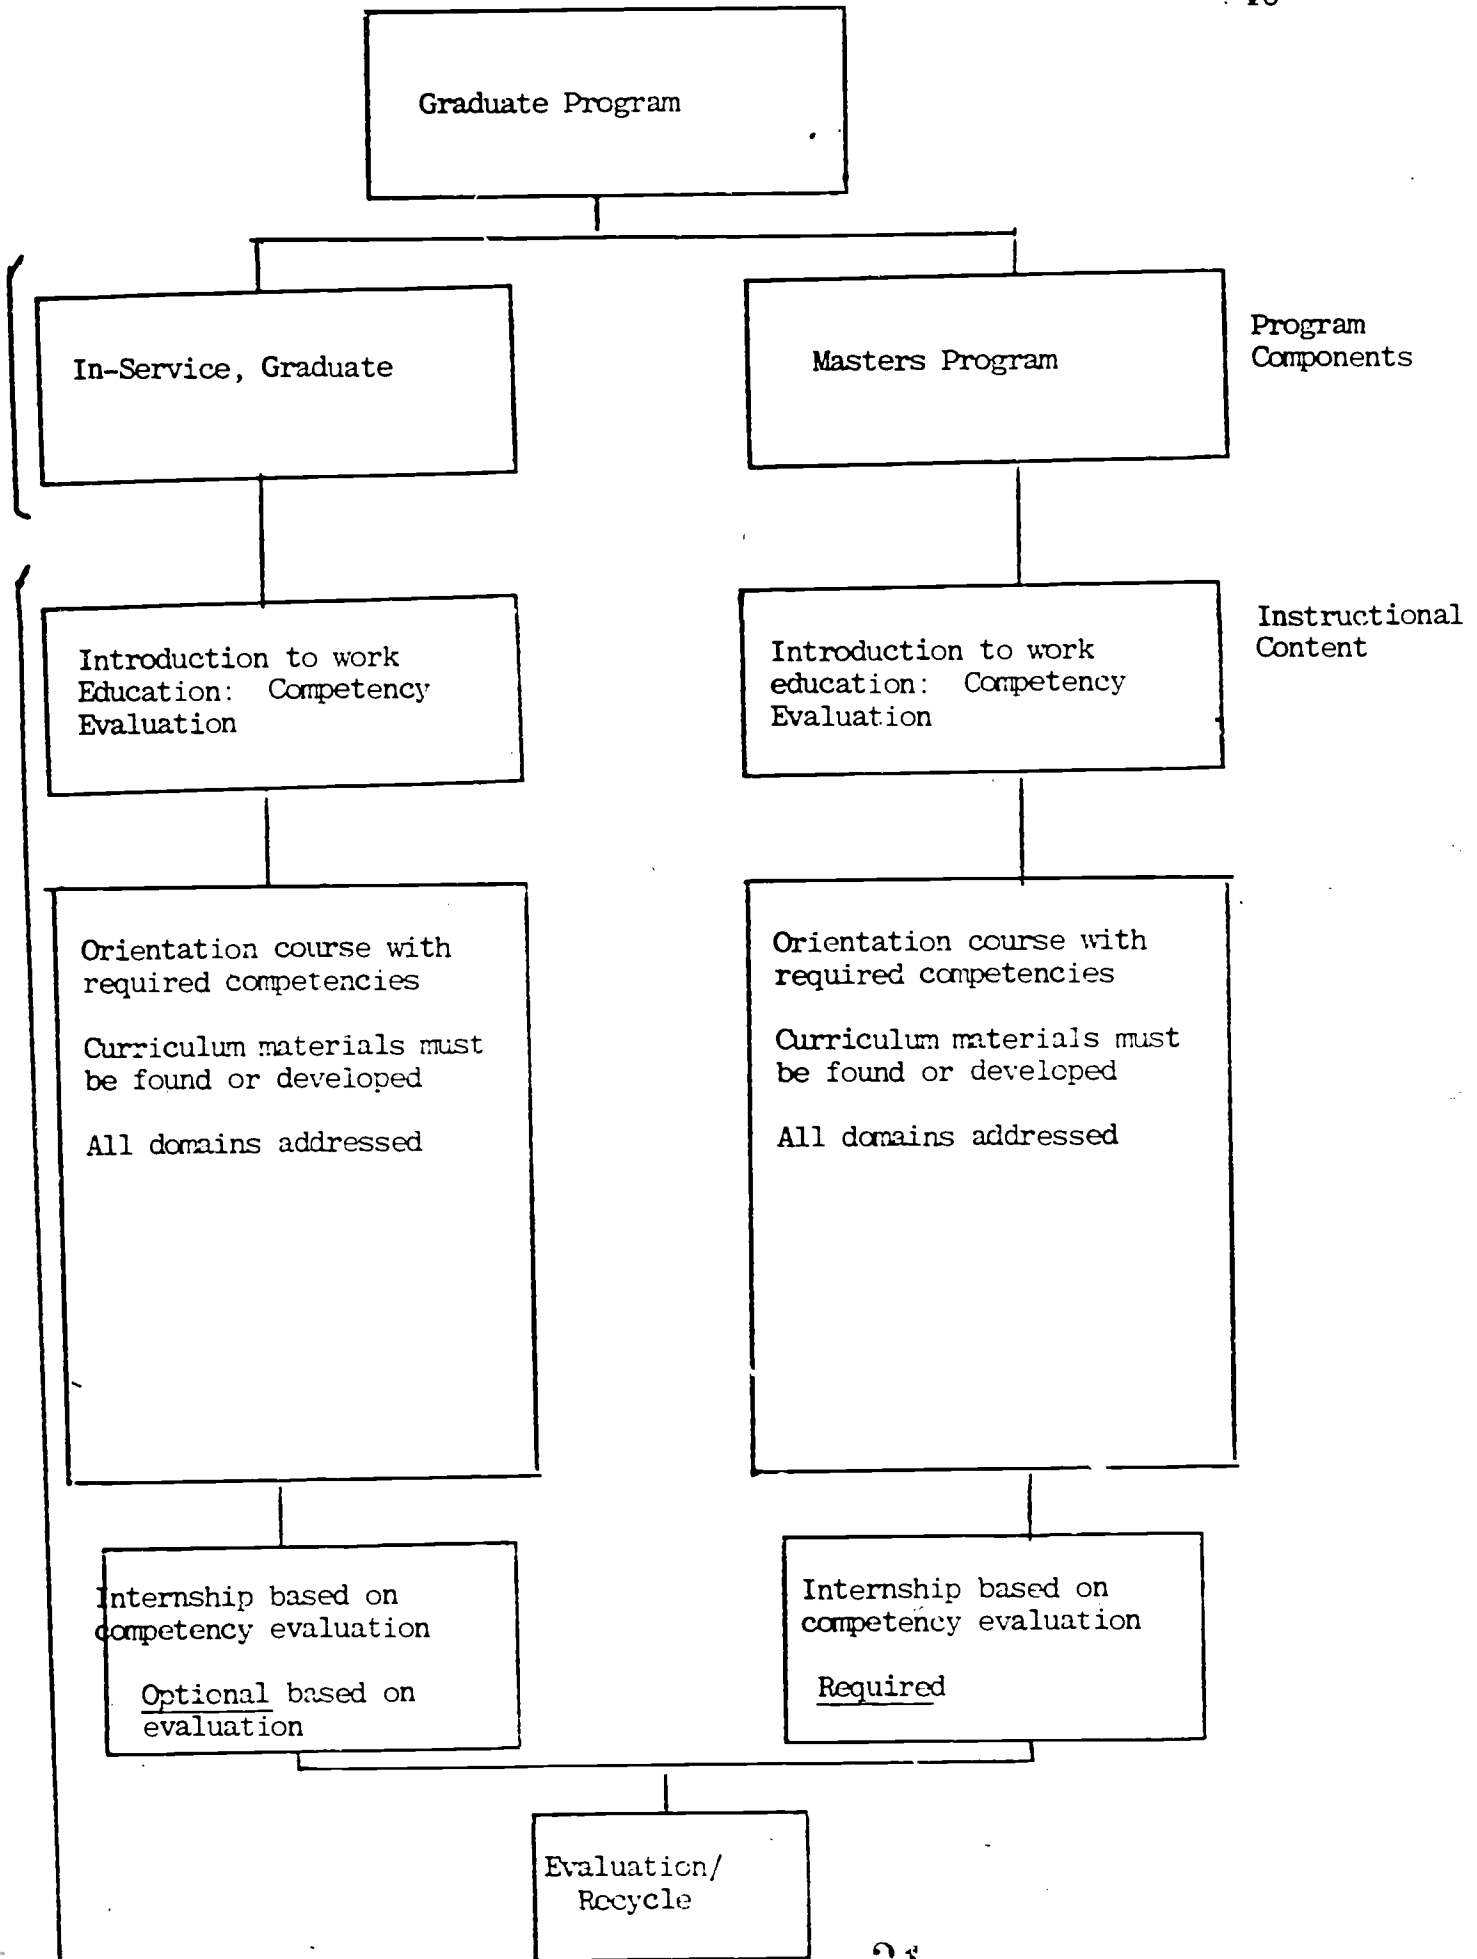 Graduate Program
In-Service, Graduate
Masters Program
Program
Components
Introduction to work
Education: Competency
Evaluation
Introduction to work
education: Competency
Evaluation
Instructional
Content
Orientation course with
required competencies
Curriculum materials must
be found or developed
All domains addressed
Orientation course with
required competencies
Curriculum materials must
be found or developed
All domains addressed
Internship based on
competency evaluation
Optional based on
evaluation
Internship based on
competency evaluation
Required
Evaluation/
Recycle